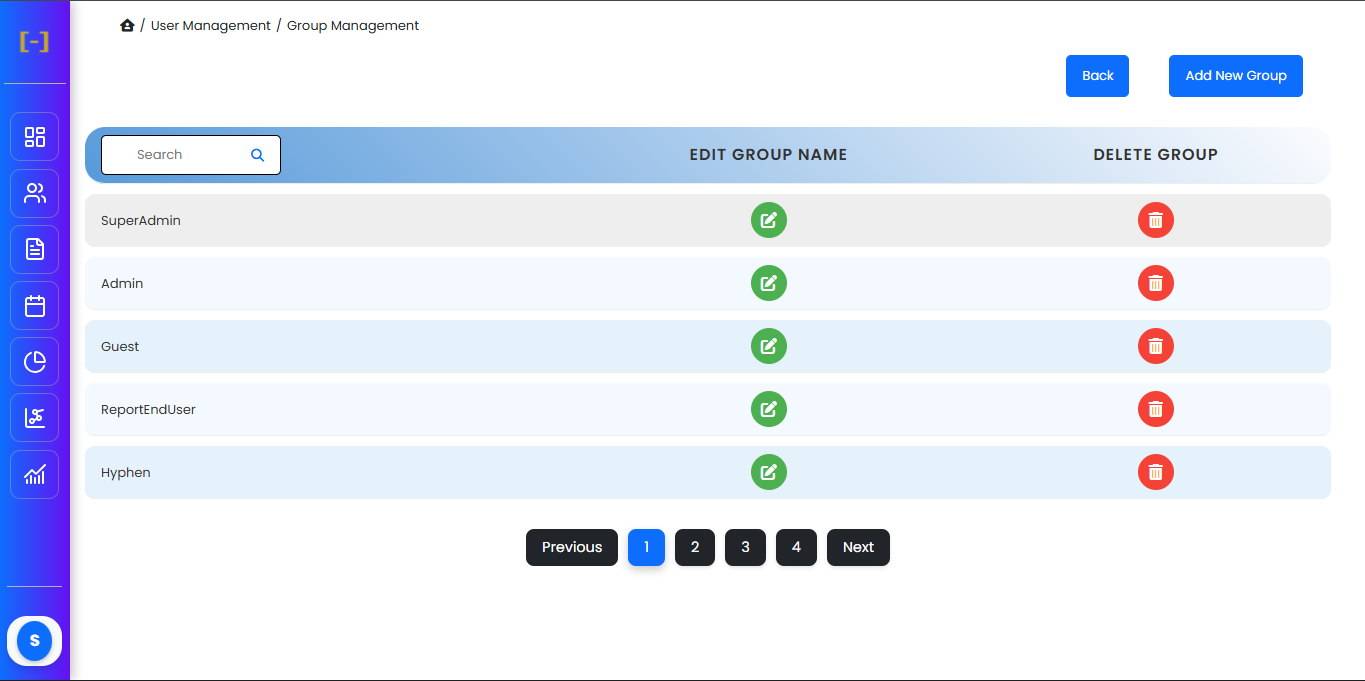 [-]
/ User Management / Group Management
Back Add New Group
Search EDIT GROUP NAME DELETE GROUP
SuperAdmin
Admin
Guest
ReportEndUser
Hyphen
Previous 1 2 3 4 Next
S